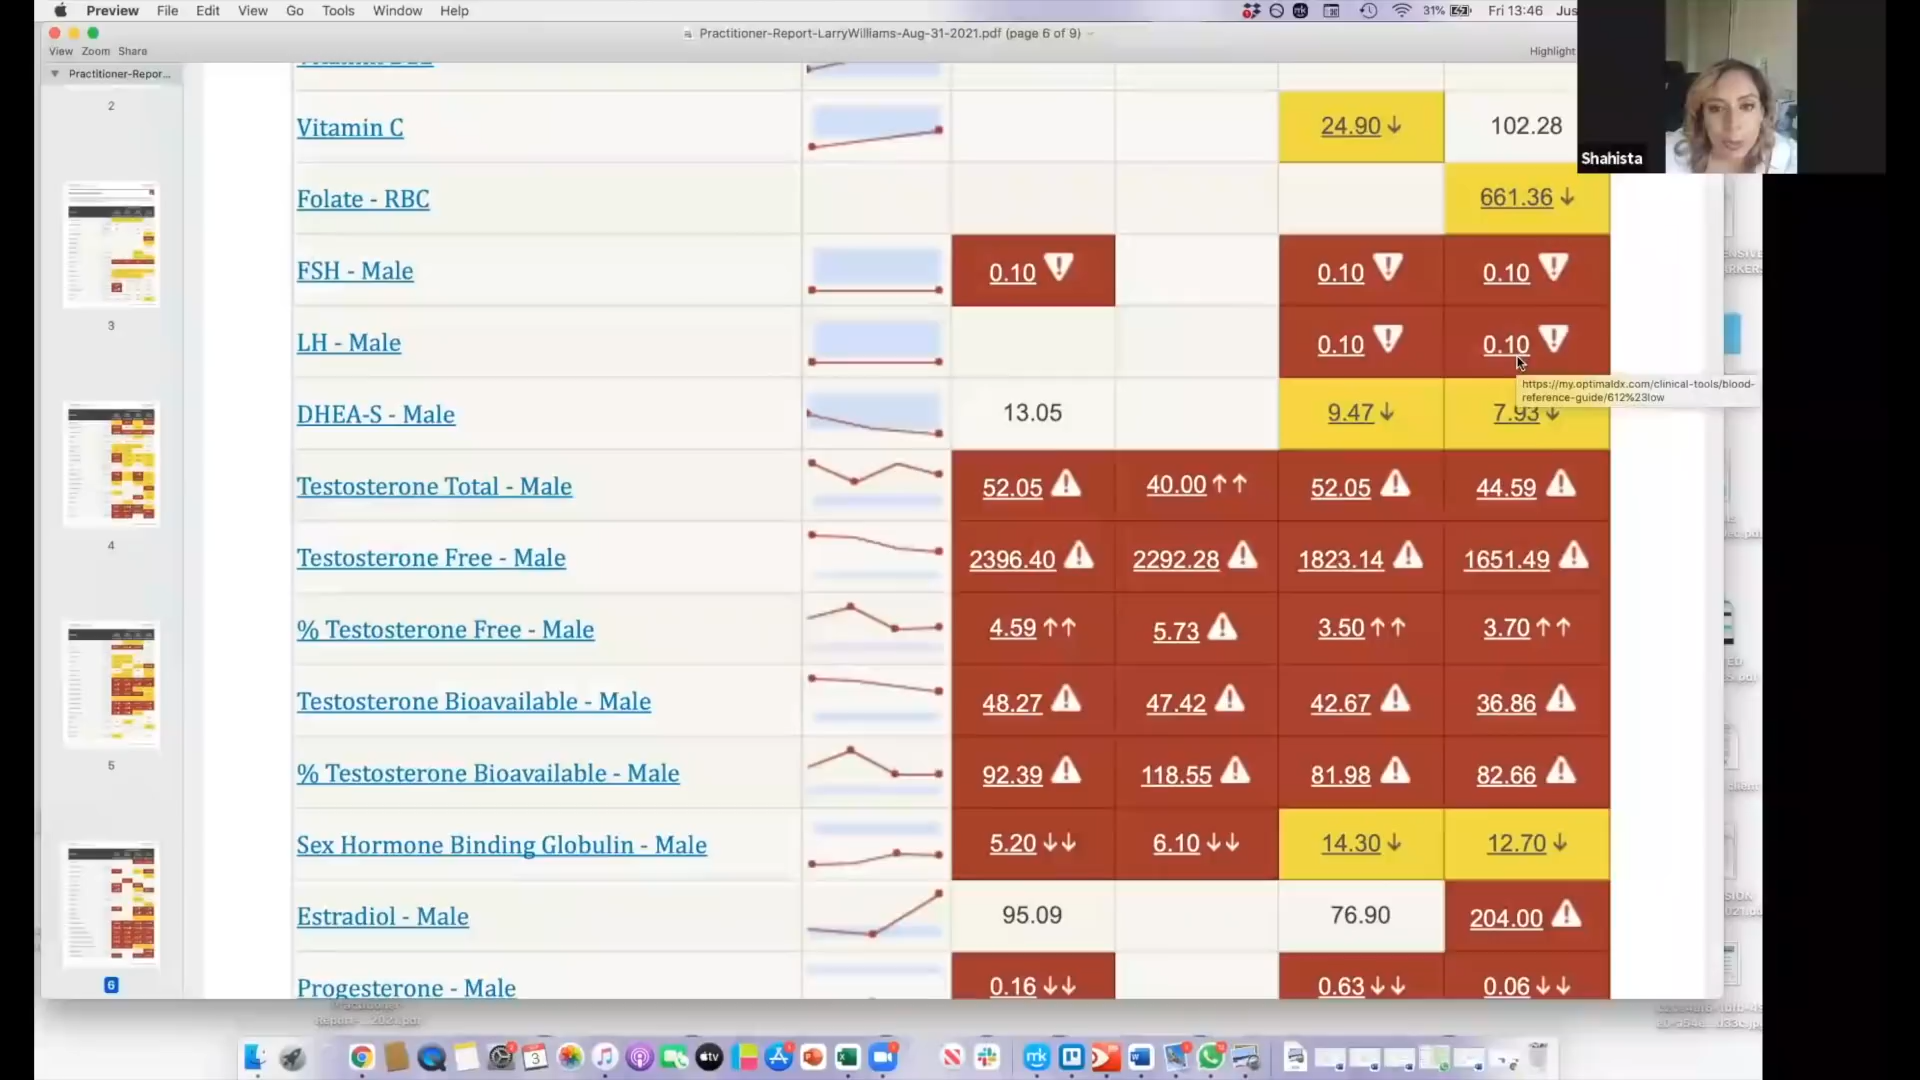 Preview File Edit View Go Tools Window Help 31% Fri 13:46 Jus
Practitioner-Report-LarryWilliams-Aug-31-2021.pdf (page 6 of 9)
View Zoom Share Highlight
Practitioner-Repor...
2
3
4
5
6
Vitamin C 24.90 ↓ 102.28
Shahista
Folate - RBC 661.36 ↓
FSH - Male 0.10 0.10 0.10
LH - Male 0.10 0.10
https://my.optimaldx.com/clinical-tools/blood-
reference-guide/612%23low
DHEA-S - Male 13.05 9.47 ↓ 7.93 ↓
Testosterone Total - Male 52.05 40.00 ↑↑ 52.05 44.59
Testosterone Free - Male 2396.40 2292.28 1823.14 1651.49
% Testosterone Free - Male 4.59 ↑↑ 5.73 3.50 ↑↑ 3.70 ↑↑
Testosterone Bioavailable - Male 48.27 47.42 42.67 36.86
% Testosterone Bioavailable - Male 92.39 118.55 81.98 82.66
Sex Hormone Binding Globulin - Male 5.20 ↓↓ 6.10 ↓↓ 14.30 ↓ 12.70 ↓
Estradiol - Male 95.09 76.90 204.00
Progesterone - Male 0.16 ↓↓ 0.63 ↓↓ 0.06 ↓↓